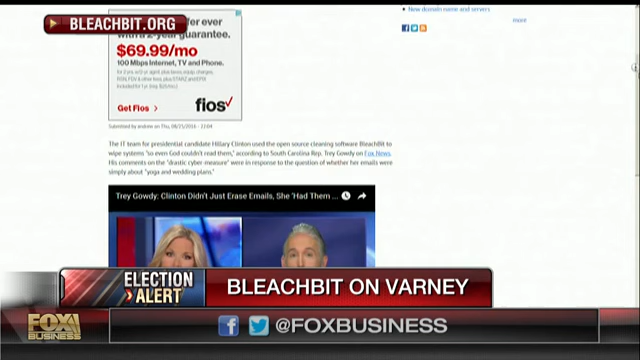 BLEACHBIT.ORG
New domain name and servers
more
fer ever
with a 2-year guarantee.
$69.99/mo
100 Mbps Internet, TV and Phone.
Get Fios >
fios
Submitted by andrew on Thu, 08/25/2016 - 22:04
The IT team for presidential candidate Hillary Clinton used the open source cleaning software BleachBit to
wipe systems "so even God couldn't read them," according to South Carolina Rep. Trey Gowdy on Fox News.
His comments on the "drastic cyber-measure" were in response to the question of whether her emails were
simply about "yoga and wedding plans."
Trey Gowdy: Clinton Didn't Just Erase Emails, She 'Had Them ...
ELECTION
ALERT
BLEACHBIT ON VARNEY
FOX
BUSINESS
@FOXBUSINESS